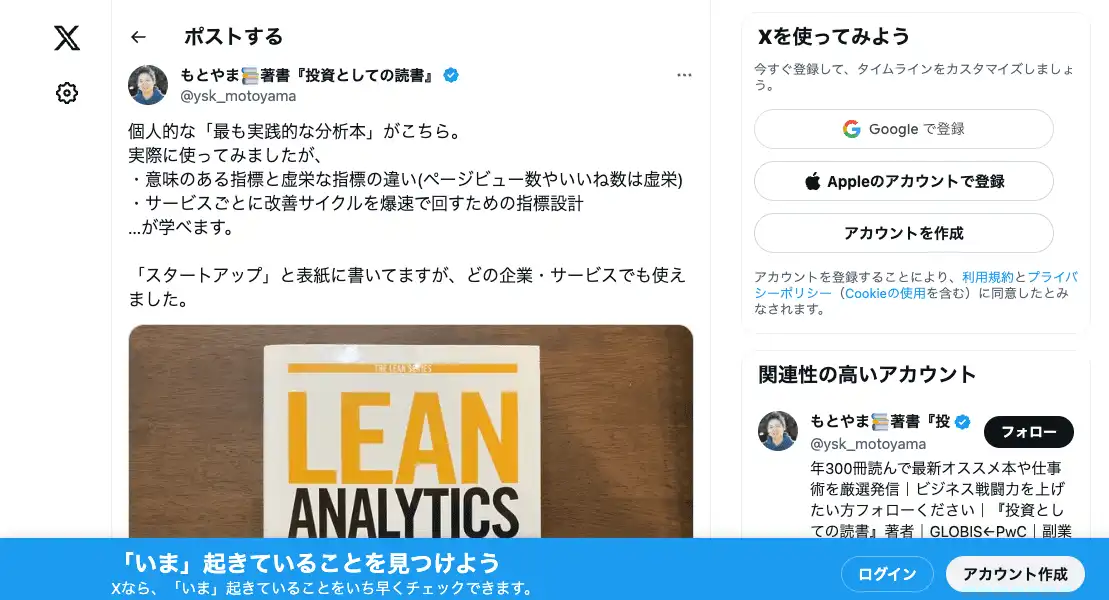 ポストする
もとやま📚著書『投資としての読書』
@ysk_motoyama
個人的な「最も実践的な分析本」がこちら。
実際に使ってみましたが、
・意味のある指標と虚栄な指標の違い(ページビュー数やいいね数は虚栄)
・サービスごとに改善サイクルを爆速で回すための指標設計
...が学べます。
「スタートアップ」と表紙に書いてますが、どの企業・サービスでも使え
ました。
THE LEAN SERIES
LEAN
ANALYTICS
Xを使ってみよう
今すぐ登録して、タイムラインをカスタマイズしましょ
う。
Google で登録
Appleのアカウントで登録
アカウントを作成
アカウントを登録することにより、利用規約とプライバ
シーポリシー（Cookieの使用を含む）に同意したとみ
なされます。
関連性の高いアカウント
もとやま📚著書『投
@ysk_motoyama
フォロー
年300冊読んで最新オススメ本や仕事
術を厳選発信｜ビジネス戦闘力を上げ
たい方フォローください｜『投資とし
ての読書』著者｜GLOBIS←PwC｜副業
「いま」起きていることを見つけよう
Xなら、「いま」起きていることをいち早くチェックできます。
ログイン
アカウント作成